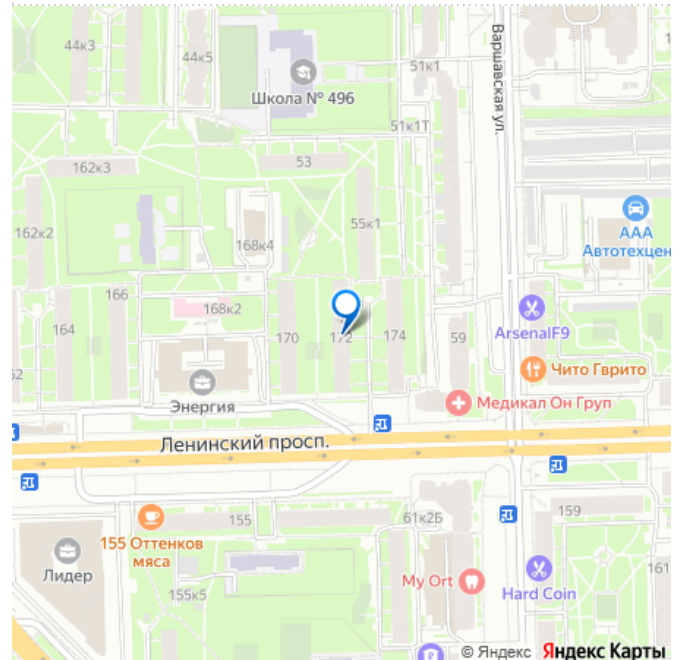 44к3
44к5
51к1
Варшавская ул.
Школа № 496
51к1Т
162к3
53
55к1
ААА
Автотехцен
162к2
168к4
166
168к2
164
170
172
174
59
ArsenalF9
62
Энергия
Чито Гврито
Медикал Он Груп
Ленинский просп.
155
61к2Б
159
155 Оттенков
мяса
Лидер
155к5
My Ort
Hard Coin
161
© Яндекс Яндекс Карты